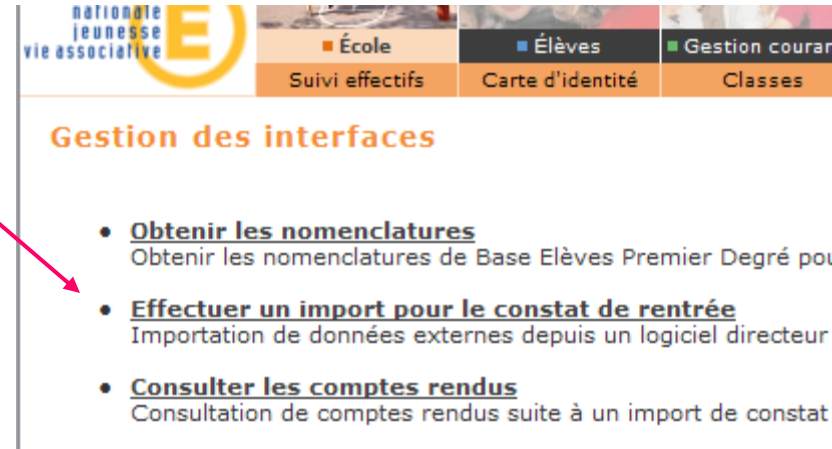 nationale
jeunesse
vie associative
École
Élèves
Gestion couran
Suivi effectifs
Carte d'identité
Classes
Gestion des interfaces
Obtenir les nomenclatures
Obtenir les nomenclatures de Base Elèves Premier Degré pou
Effectuer un import pour le constat de rentrée
Importation de données externes depuis un logiciel directeur
Consulter les comptes rendus
Consultation de comptes rendus suite à un import de constat